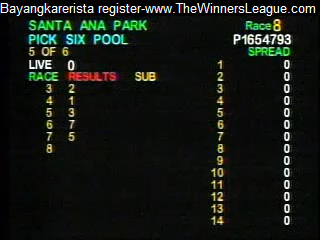 Bayangkarerista register-www.TheWinnersLeague.com
SANTA ANA PARK Race 8
PICK SIX POOL P1654793
5 OF 6 SPREAD
LIVE 0 1 0
RACE RESULTS SUB 2 0
3 2 3 0
4 1 4 0
5 3 5 0
6 7 6 0
7 5 7 0
8 8 0
9 0
10 0
11 0
12 0
13 0
14 0